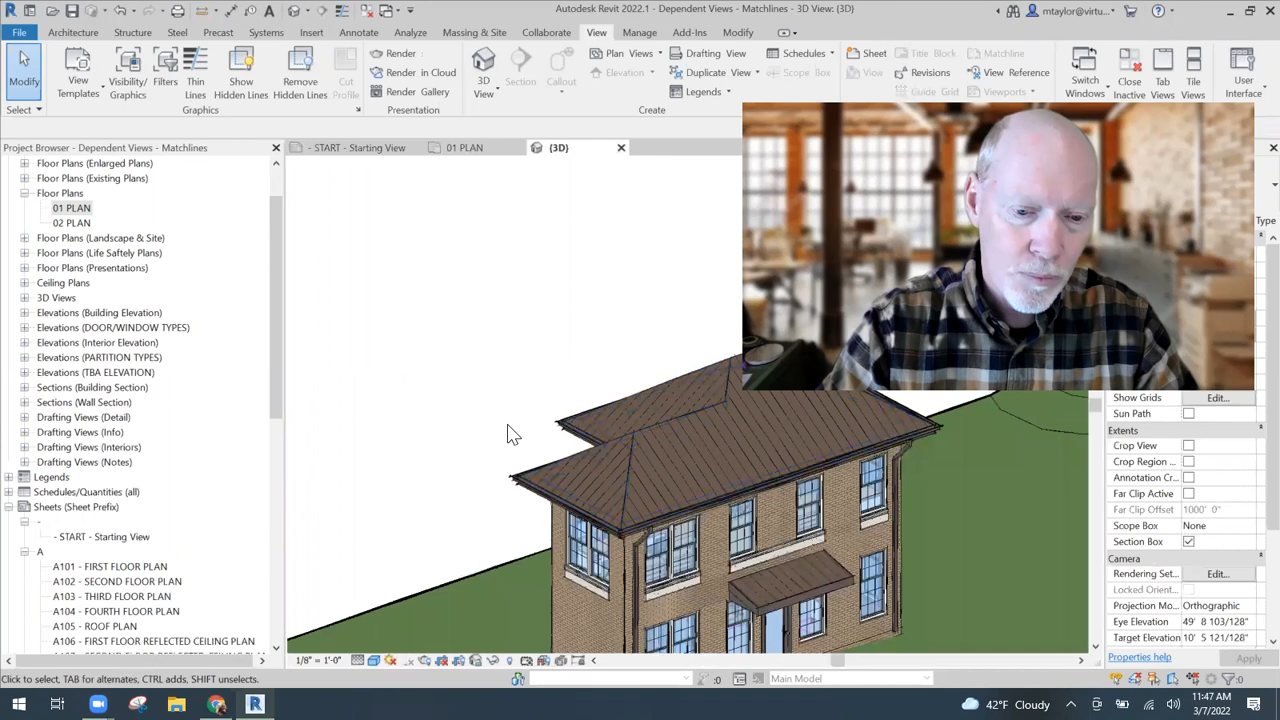 Autodesk Revit 2022.1 - Dependent Views - Matchlines - 3D View: {3D}
mtaylor@virtu...
File Architecture Structure Steel Precast Systems Insert Annotate Analyze Massing & Site Collaborate View Manage Add-Ins Modify
Modify
View Templates
Visibility/ Graphics
Filters
Thin Lines
Show Hidden Lines
Remove Hidden Lines
Cut Profile
Render
Render in Cloud
Render Gallery
3D View
Section
Callout
Plan Views
Elevation
Drafting View
Duplicate View
Legends
Schedules
Scope Box
Sheet
View
Title Block
Revisions
Guide Grid
Matchline
View Reference
Viewports
Switch Windows
Close Inactive
Tab Views
Tile Views
User Interface
Select Graphics Presentation Create
Project Browser - Dependent Views - Matchlines
- START - Starting View 01 PLAN {3D}
Floor Plans (Enlarged Plans)
Floor Plans (Existing Plans)
Floor Plans
01 PLAN
02 PLAN
Floor Plans (Landscape & Site)
Floor Plans (Life Saftely Plans)
Floor Plans (Presentations)
Ceiling Plans
3D Views
Elevations (Building Elevation)
Elevations (DOOR/WINDOW TYPES)
Elevations (Interior Elevation)
Elevations (PARTITION TYPES)
Elevations (TBA ELEVATION)
Sections (Building Section)
Sections (Wall Section)
Drafting Views (Detail)
Drafting Views (Info)
Drafting Views (Interiors)
Drafting Views (Notes)
Legends
Schedules/Quantities (all)
Sheets (Sheet Prefix)
-
- START - Starting View
A
A101 - FIRST FLOOR PLAN
A102 - SECOND FLOOR PLAN
A103 - THIRD FLOOR PLAN
A104 - FOURTH FLOOR PLAN
A105 - ROOF PLAN
A106 - FIRST FLOOR REFLECTED CEILING PLAN
Type
Show Grids Edit...
Sun Path
Extents
Crop View
Crop Region ...
Annotation Cr...
Far Clip Active
Far Clip Offset 1000' 0"
Scope Box None
Section Box
Camera
Rendering Set... Edit...
Locked Orient...
Projection Mo... Orthographic
Eye Elevation 49' 8 103/128"
Target Elevation 10' 5 121/128"
Properties help Apply
1/8" = 1'-0"
Click to select, TAB for alternates, CTRL adds, SHIFT unselects.
:0 Main Model :0
42°F Cloudy
11:47 AM
3/7/2022